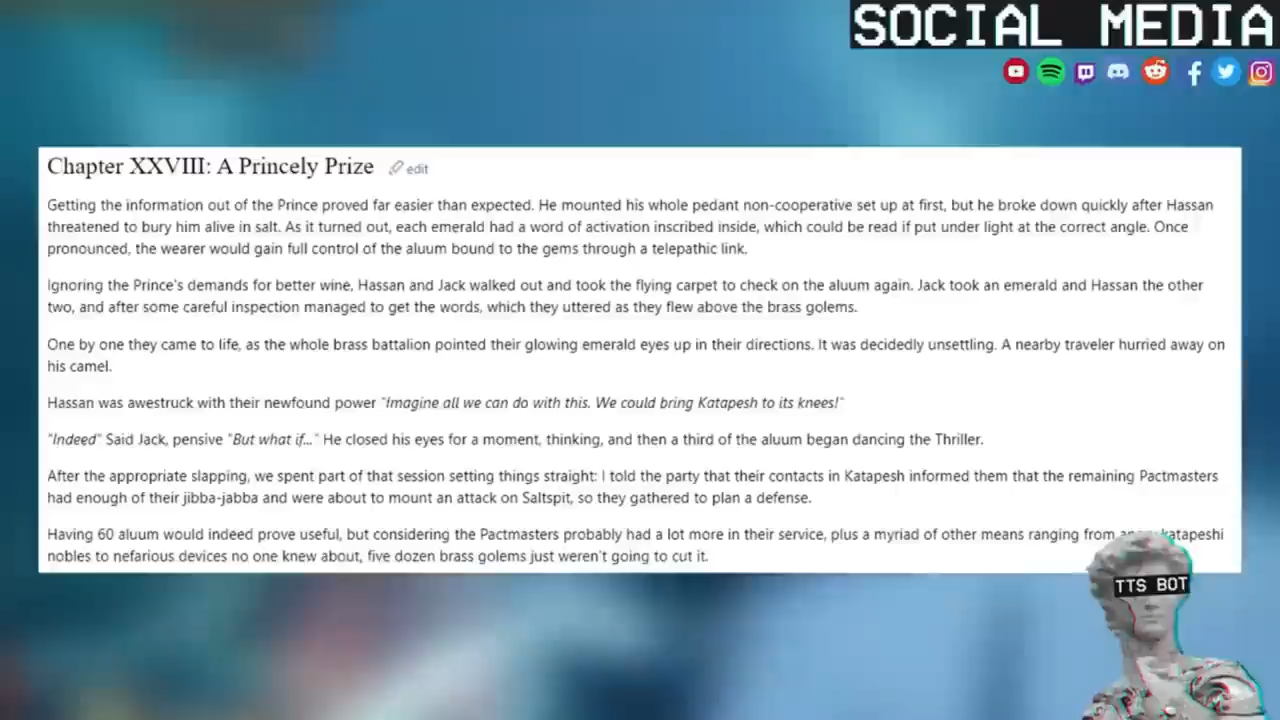 SOCIAL MEDIA
Chapter XXVIII: A Princely Prize edit
Getting the information out of the Prince proved far easier than expected. He mounted his whole pedant non-cooperative set up at first, but he broke down quickly after Hassan
threatened to bury him alive in salt. As it turned out, each emerald had a word of activation inscribed inside, which could be read if put under light at the correct angle. Once
pronounced, the wearer would gain full control of the aluum bound to the gems through a telepathic link.
Ignoring the Prince's demands for better wine, Hassan and Jack walked out and took the flying carpet to check on the aluum again. Jack took an emerald and Hassan the other
two, and after some careful inspection managed to get the words, which they uttered as they flew above the brass golems.
One by one they came to life, as the whole brass battalion pointed their glowing emerald eyes up in their directions. It was decidedly unsettling. A nearby traveler hurried away on
his camel.
Hassan was awestruck with their newfound power "Imagine all we can do with this. We could bring Katapesh to its knees!"
"Indeed" Said Jack, pensive "But what if..." He closed his eyes for a moment, thinking, and then a third of the aluum began dancing the Thriller.
After the appropriate slapping, we spent part of that session setting things straight: I told the party that their contacts in Katapesh informed them that the remaining Pactmasters
had enough of their jibba-jabba and were about to mount an attack on Saltspit, so they gathered to plan a defense.
Having 60 aluum would indeed prove useful, but considering the Pactmasters probably had a lot more in their service, plus a myriad of other means ranging from katapeshi
nobles to nefarious devices no one knew about, five dozen brass golems just weren't going to cut it.
TTS BOT